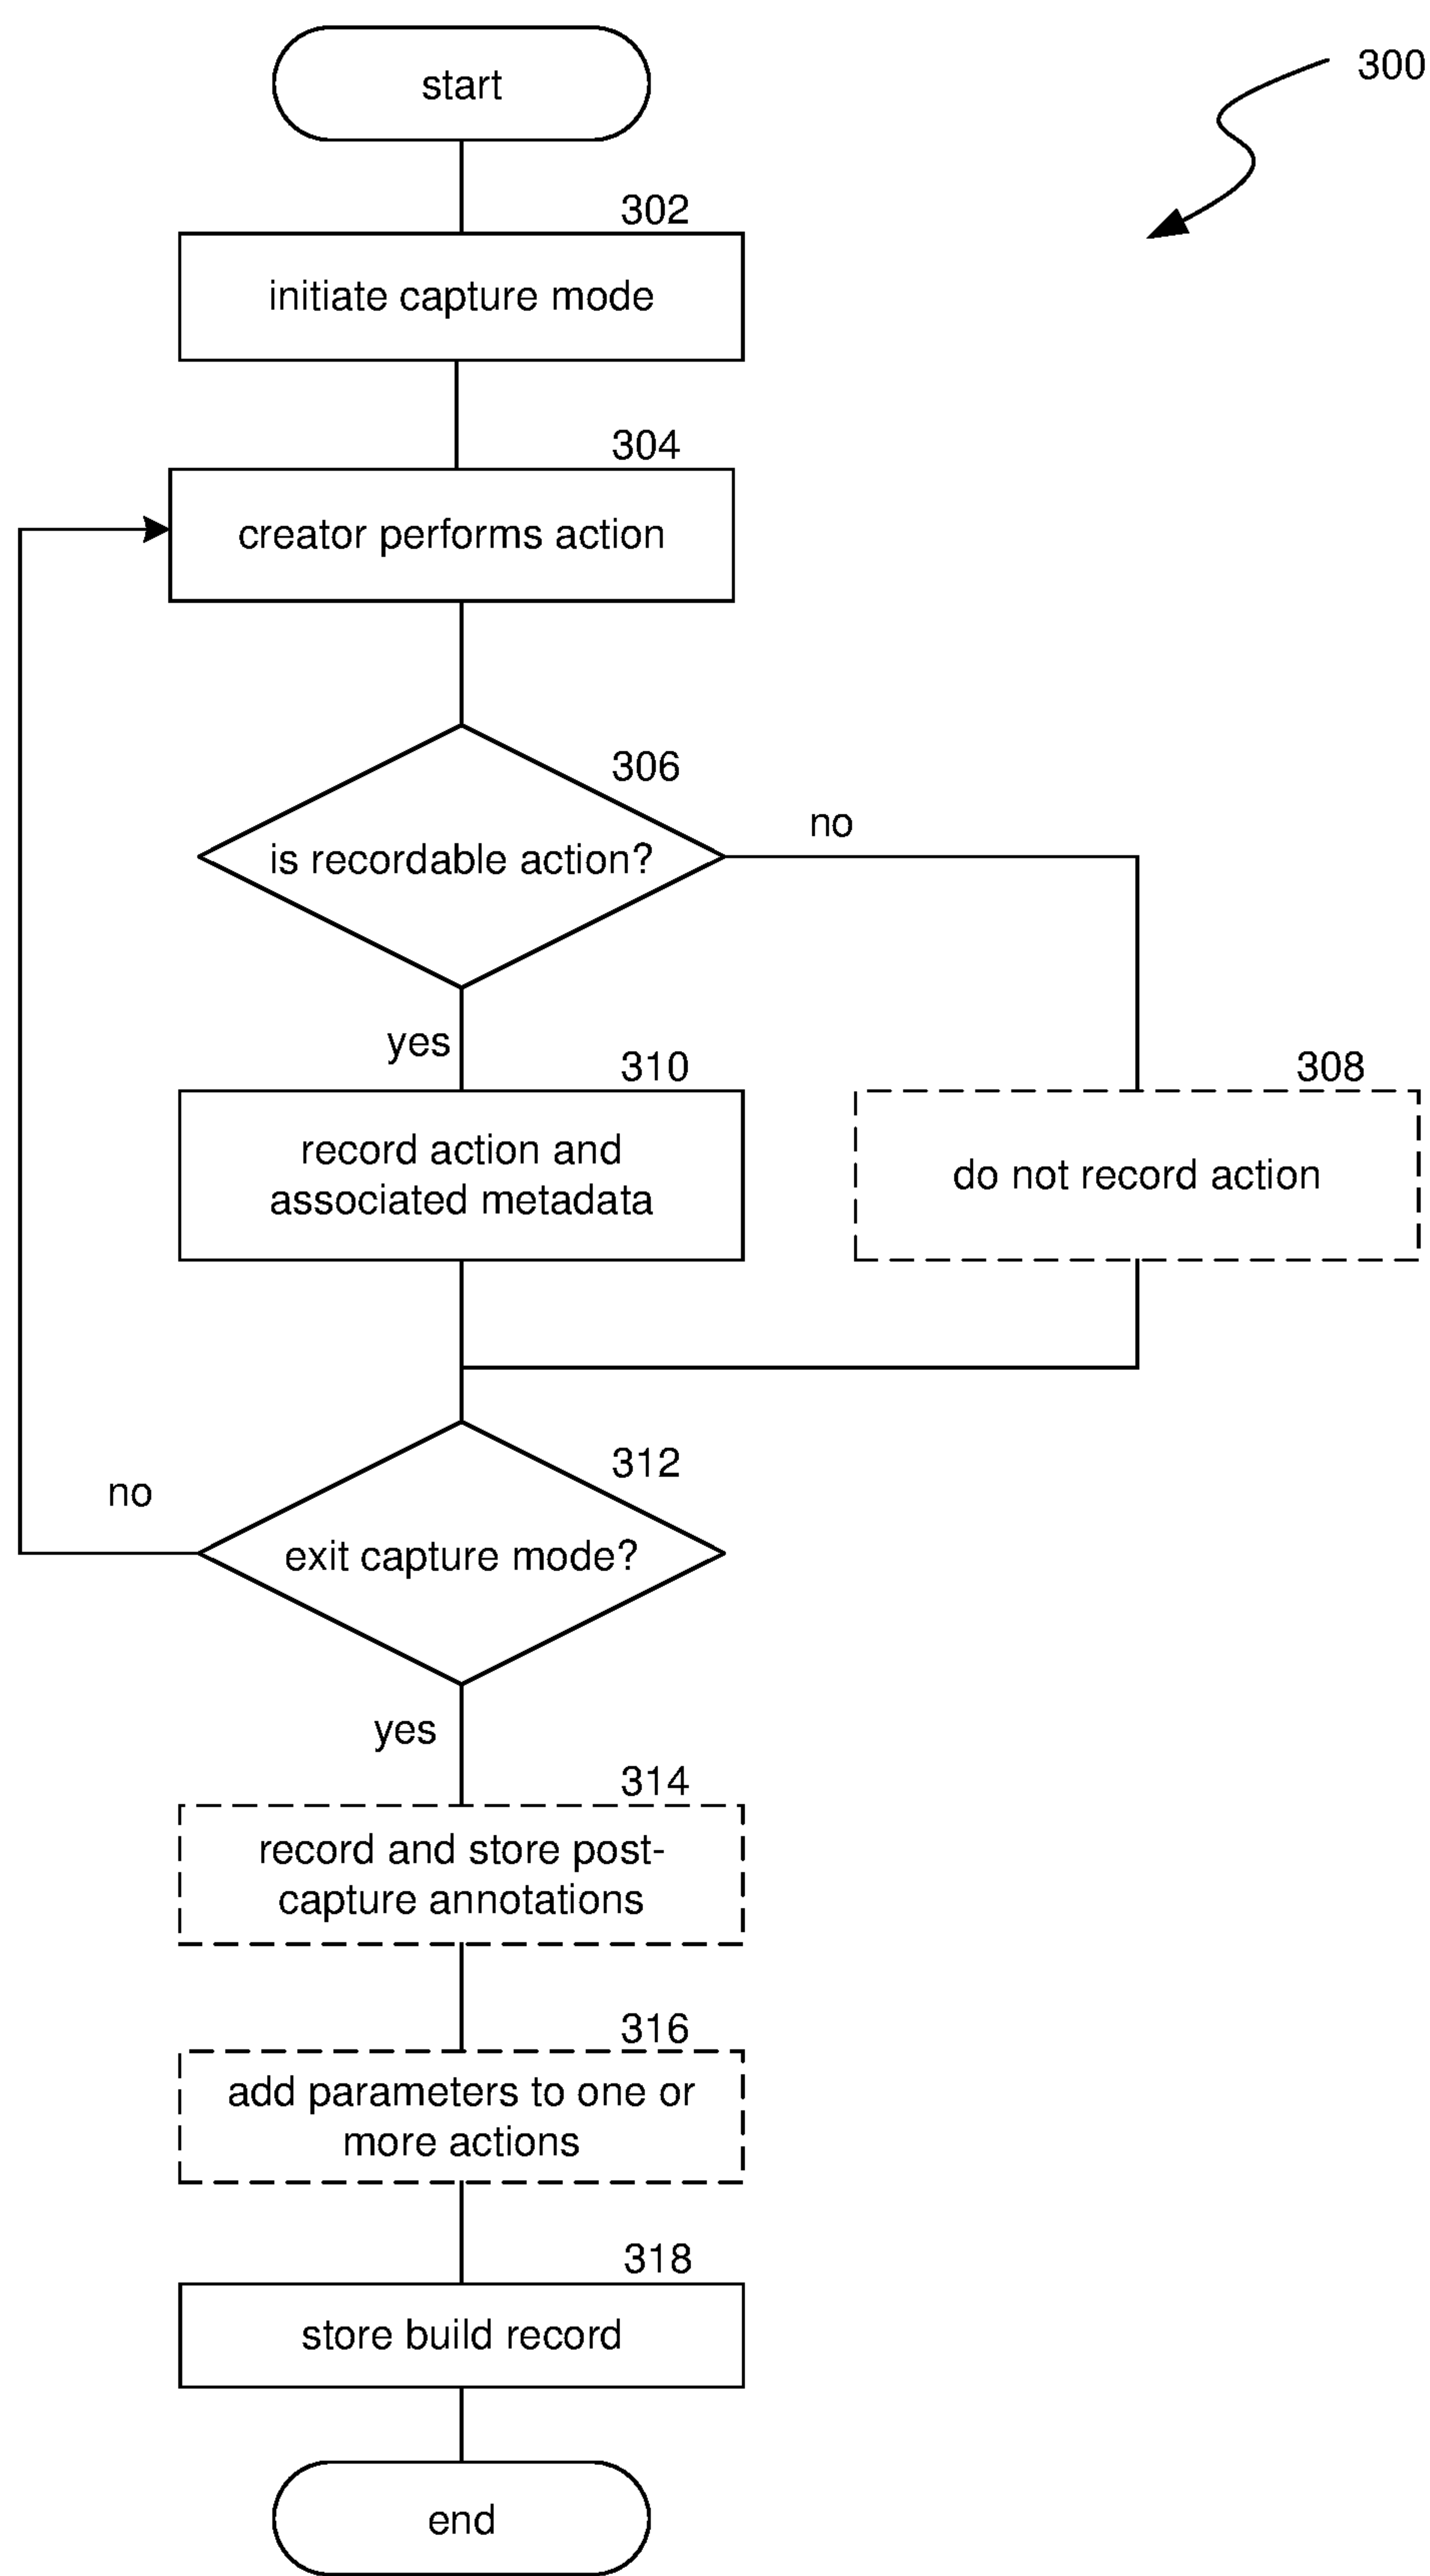 start
300
302
initiate capture mode
304
creator performs action
306
no
is recordable action?
yes
310
308
record action and
associated metadata
do not record action
312
no
exit capture mode?
yes
314
record and store post-
capture annotations
316
add parameters to one or
more actions
318
store build record
end